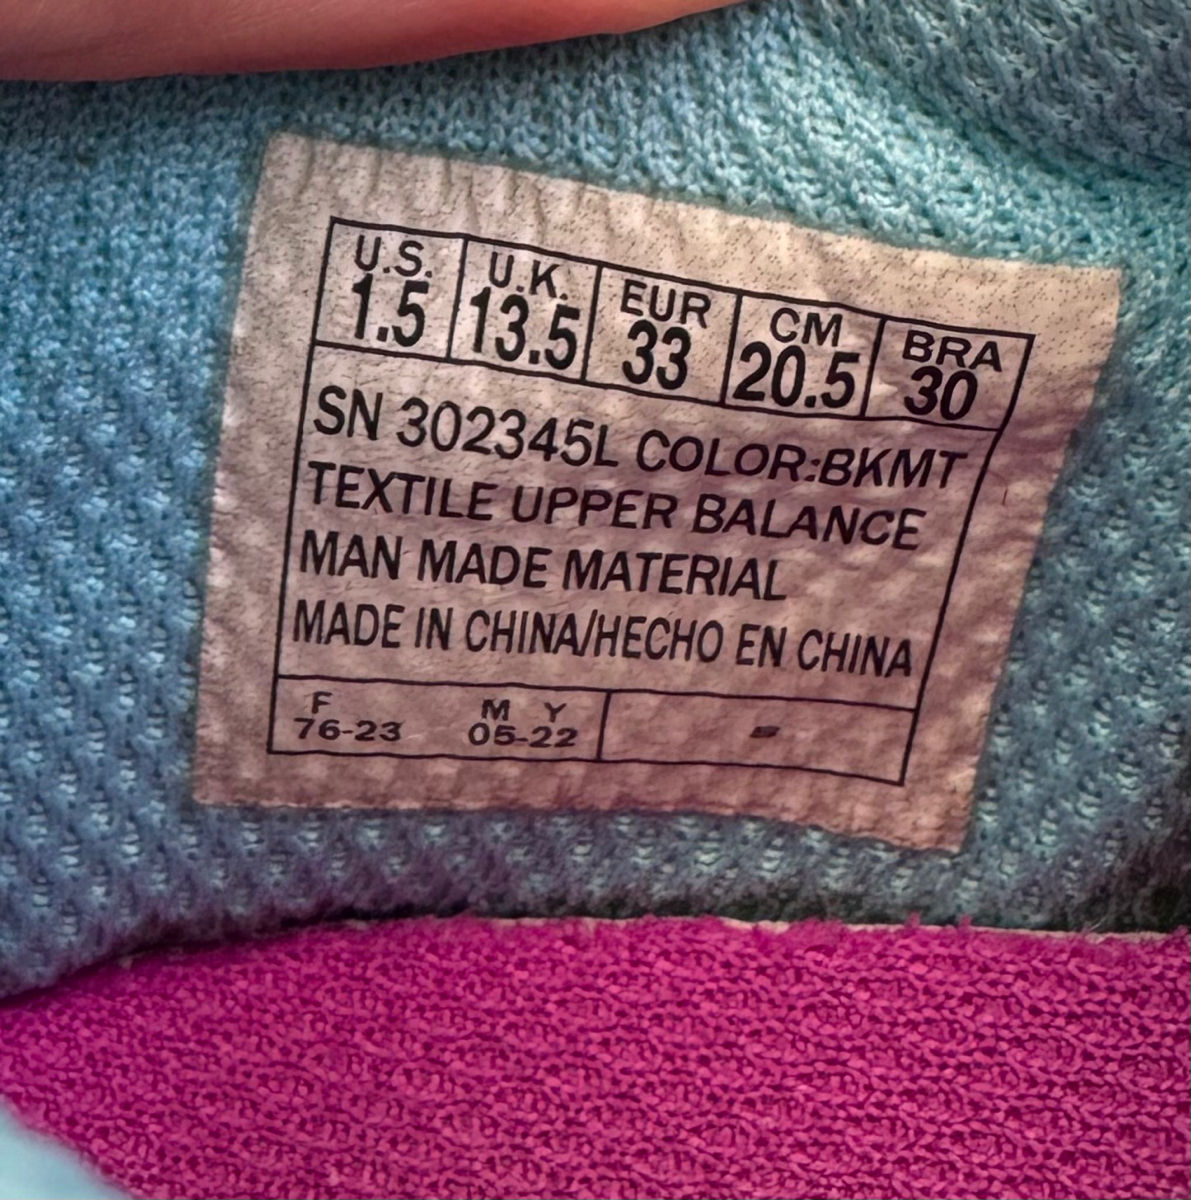 U.S. U.K. EUR CM BRA
1.5 13.5 33 20.5 30
SN 302345L COLOR:BKMT
TEXTILE UPPER BALANCE
MAN MADE MATERIAL
MADE IN CHINA/HECHO EN CHINA
F M Y
76-23 05-22 -